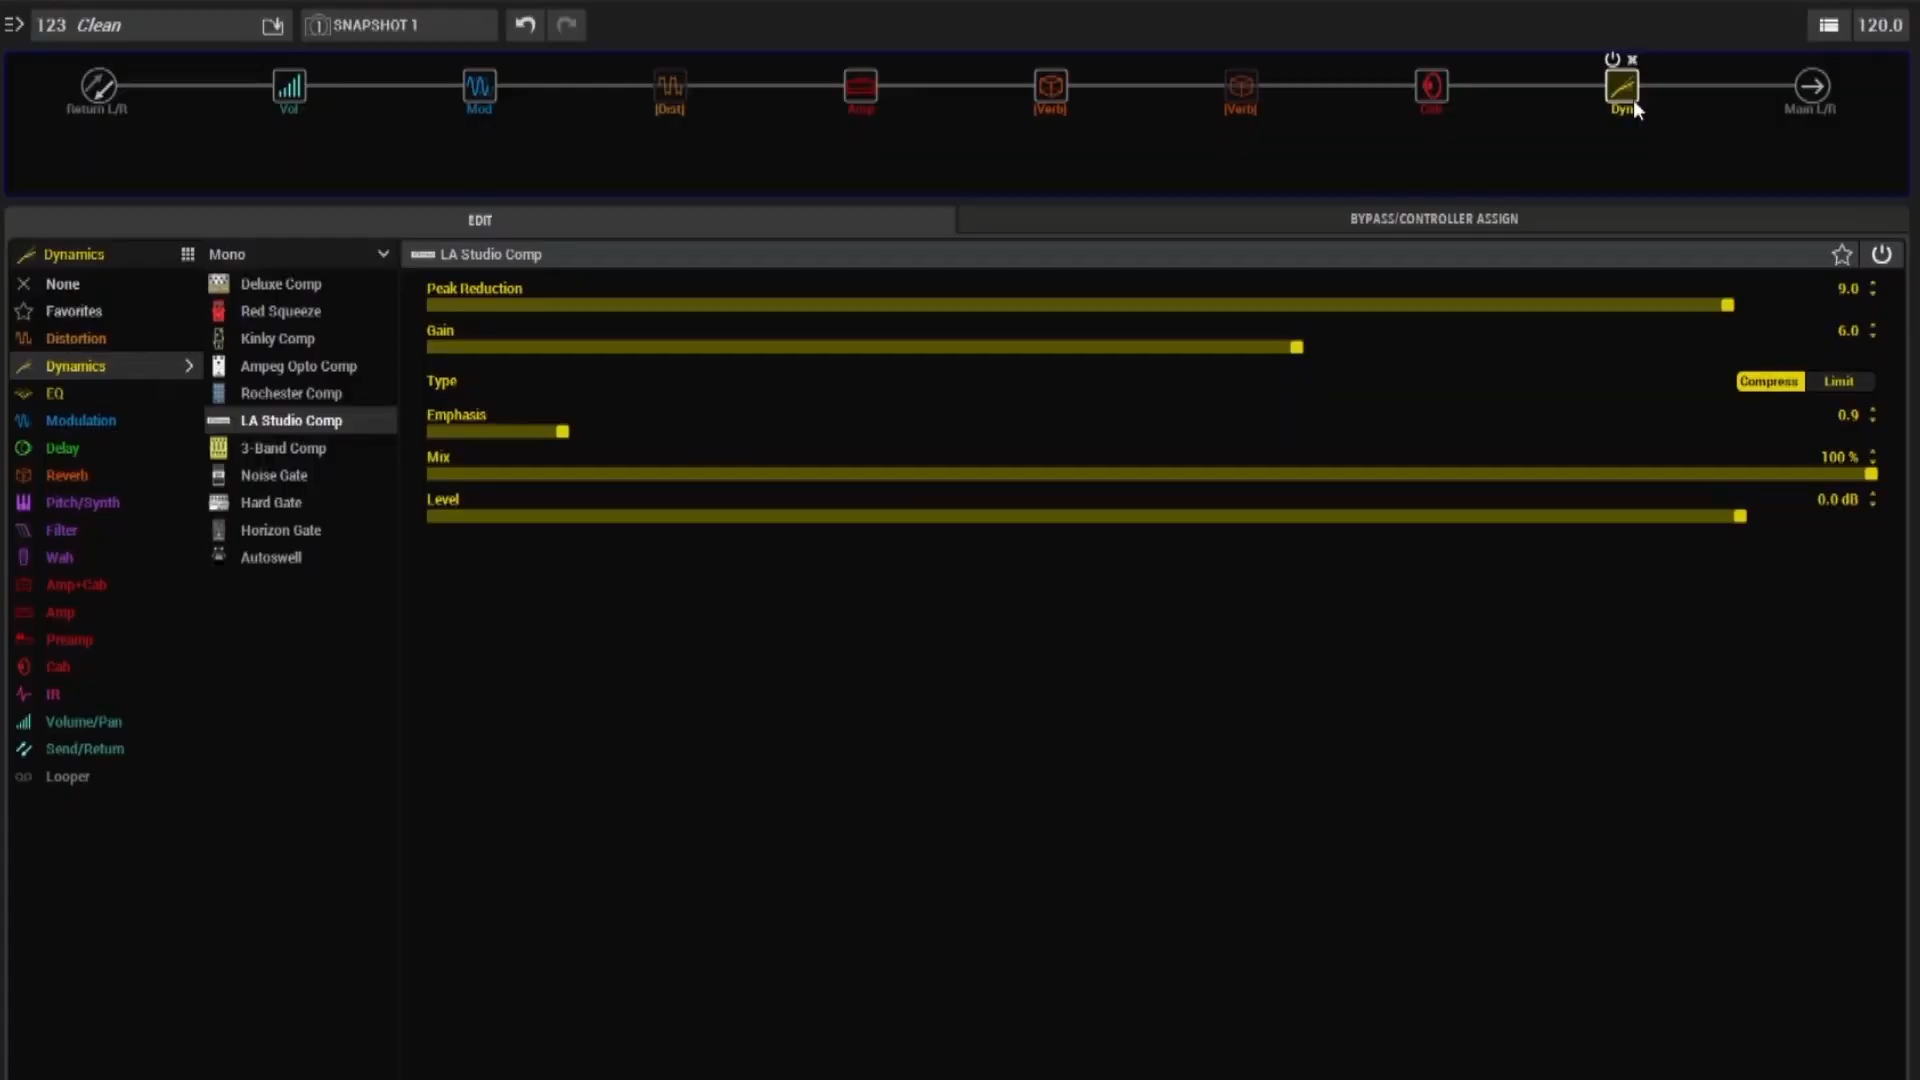 123 Clean
SNAPSHOT 1
120.0
Return L/R
Vol
Mod
[Dist]
Amp
[Verb]
[Verb]
Cab
Dyn
Main L/R
EDIT
BYPASS/CONTROLLER ASSIGN
Dynamics
None
Favorites
Distortion
Dynamics
EQ
Modulation
Delay
Reverb
Pitch/Synth
Filter
Wah
Amp+Cab
Amp
Preamp
Cab
IR
Volume/Pan
Send/Return
Looper
Mono
Deluxe Comp
Red Squeeze
Kinky Comp
Ampeg Opto Comp
Rochester Comp
LA Studio Comp
3-Band Comp
Noise Gate
Hard Gate
Horizon Gate
Autoswell
LA Studio Comp
Peak Reduction 9.0
Gain 6.0
Type Compress Limit
Emphasis 0.9
Mix 100 %
Level 0.0 dB